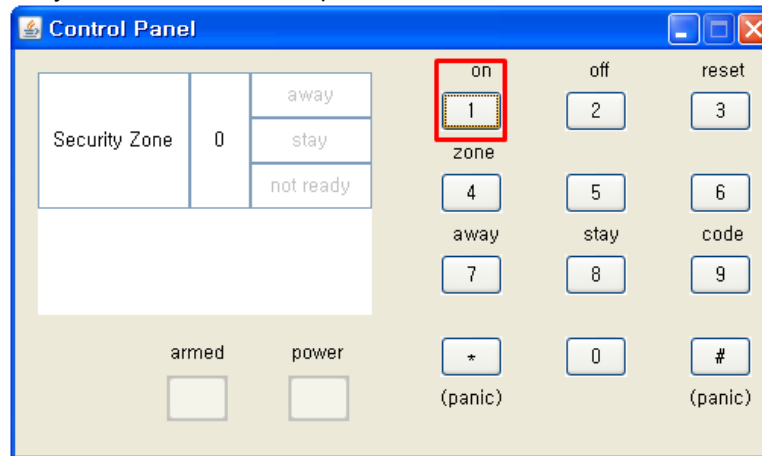 Control Panel
on off reset
away
1 2 3
Security Zone 0 stay
zone
not ready
4 5 6
away stay code
7 8 9
armed power
* 0 #
(panic) (panic)